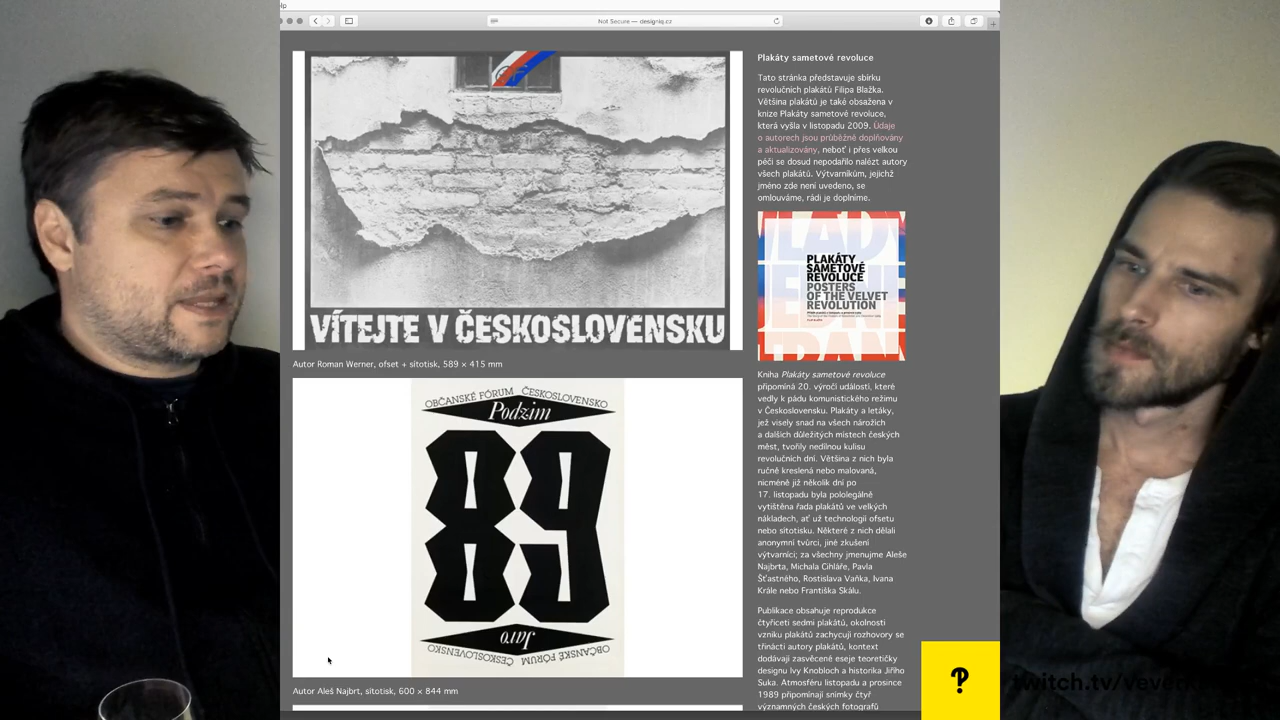 lp
Not Secure — designiq.cz
VÍTEJTE V ČESKOSLOVENSKU
Autor Roman Werner, ofset + sítotisk, 589 × 415 mm
OBČANSKÉ FÓRUM ČESKOSLOVENSKO
Podzim
89
Jaro
OBČANSKÉ FÓRUM ČESKOSLOVENSKO
Autor Aleš Najbrt, sítotisk, 600 × 844 mm
Plakáty sametové revoluce
Tato stránka představuje sbírku
revolučních plakátů Filipa Blažka.
Většina plakátů je také obsažena v
knize Plakáty sametové revoluce,
která vyšla v listopadu 2009. Údaje
o autorech jsou průběžně doplňovány
a aktualizovány, neboť i přes velkou
péči se dosud nepodařilo nalézt autory
všech plakátů. Výtvarníkům, jejichž
jméno zde není uvedeno, se
omlouváme, rádi je doplníme.
PLAKÁTY
SAMETOVÉ
REVOLUCE
POSTERS
OF THE VELVET
REVOLUTION
Kniha Plakáty sametové revoluce
připomíná 20. výročí událostí, které
vedly k pádu komunistického režimu
v Československu. Plakáty a letáky,
jež visely snad na všech nárožích
a dalších důležitých místech českých
měst, tvořily nedílnou kulisu
revolučních dní. Většina z nich byla
ručně kreslená nebo malovaná,
nicméně již několik dní po
17. listopadu byla pololegálně
vytištěna řada plakátů ve velkých
nákladech, ať už technologií ofsetu
nebo sítotisku. Některé z nich dělali
anonymní tvůrci, jiné zkušení
výtvarníci; za všechny jmenujme Aleše
Najbrta, Michala Cihláře, Pavla
Šťastného, Rostislava Vaňka, Ivana
Krále nebo Františka Skálu.
Publikace obsahuje reprodukce
čtyřiceti sedmi plakátů, okolnosti
vzniku plakátů zachycují rozhovory se
třinácti autory plakátů, kontext
dodávají zasvěcené eseje teoretičky
designu Ivy Knobloch a historika Jiřího
Suka. Atmosféru listopadu a prosince
1989 připomínají snímky čtyř
významných českých fotografů
?
twitch.tv/vever